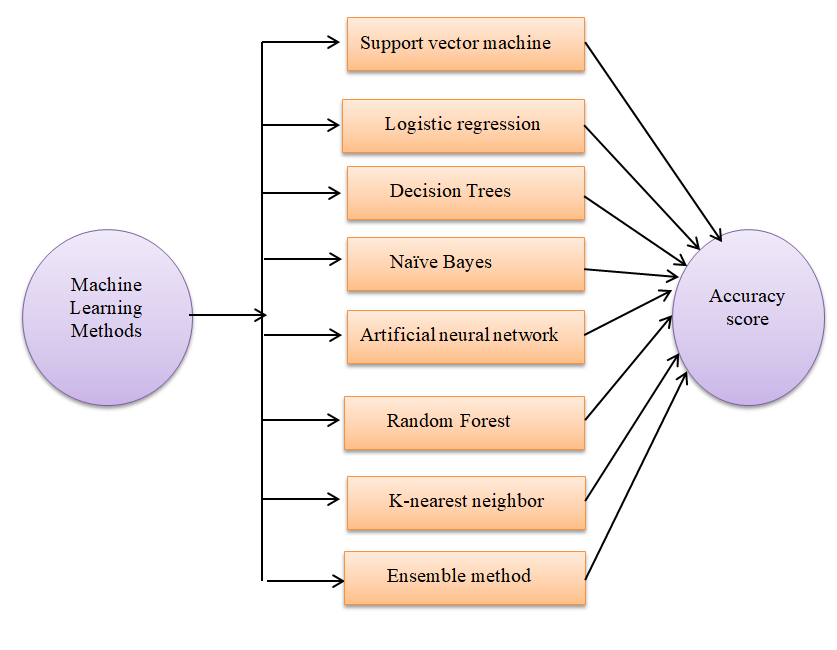 Support vector machine
Logistic regression
Decision Trees
Naïve Bayes
Machine
Learning
Methods
Accuracy
score
Artificial neural network
Random Forest
K-nearest neighbor
Ensemble method